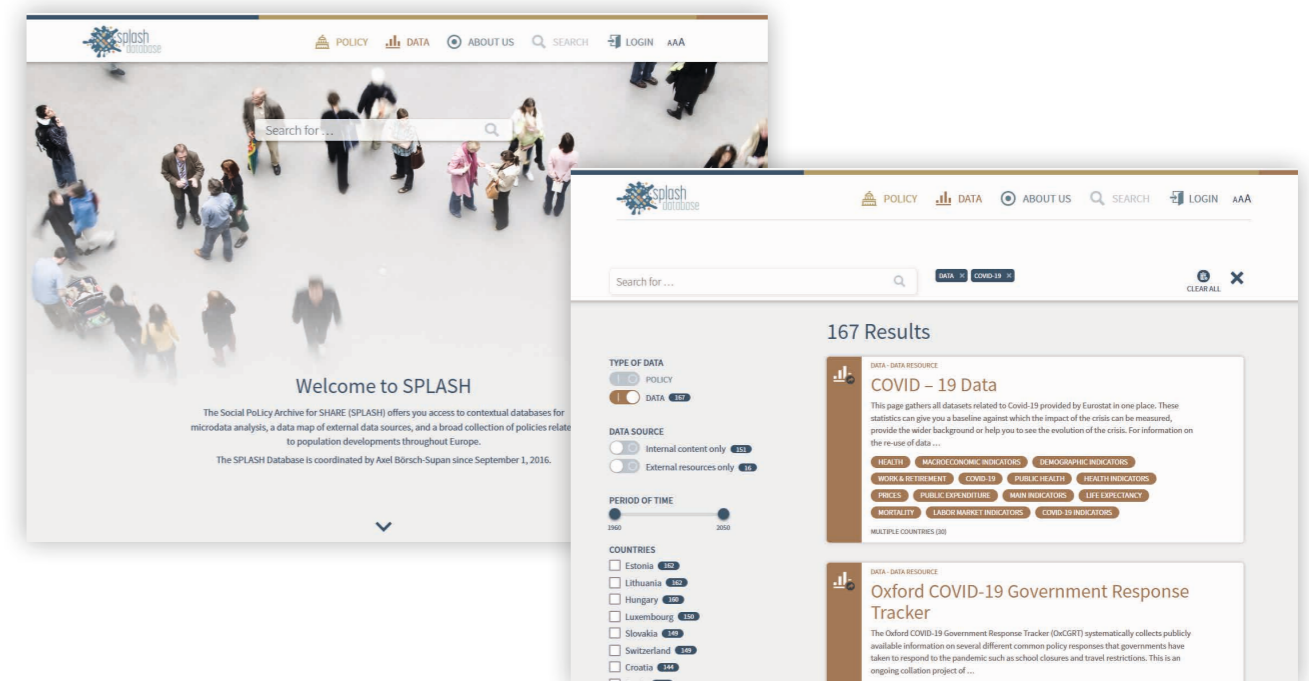 splash
database
POLICY DATA ABOUT US SEARCH LOGIN AAA
Search for ...
Welcome to SPLASH
The Social PoLicy Archive for SHARE (SPLASH) offers you access to contextual databases for
microdata analysis, a data map of external data sources, and a broad collection of policies relate
to population developments throughout Europe.
The SPLASH Database is coordinated by Axel Börsch-Supan since September 1, 2016.
splash
database
POLICY DATA ABOUT US SEARCH LOGIN AAA
Search for ...
DATA × COVID-19 ×
CLEAR ALL
TYPE OF DATA
POLICY
DATA 167
DATA SOURCE
Internal content only 151
External resources only 16
PERIOD OF TIME
1960 2050
COUNTRIES
Estonia 162
Lithuania 162
Hungary 160
Luxembourg 150
Slovakia 149
Switzerland 149
Croatia 144
167 Results
DATA - DATA RESOURCE
COVID – 19 Data
This page gathers all datasets related to Covid-19 provided by Eurostat in one place. These
statistics can give you a baseline against which the impact of the crisis can be measured,
provide the wider background or help you to see the evolution of the crisis. For information on
the re-use of data ...
HEALTH MACROECONOMIC INDICATORS DEMOGRAPHIC INDICATORS
WORK & RETIREMENT COVID-19 PUBLIC HEALTH HEALTH INDICATORS
PRICES PUBLIC EXPENDITURE MAIN INDICATORS LIFE EXPECTANCY
MORTALITY LABOR MARKET INDICATORS COVID-19 INDICATORS
MULTIPLE COUNTRIES (30)
DATA - DATA RESOURCE
Oxford COVID-19 Government Response
Tracker
The Oxford COVID-19 Government Response Tracker (OxCGRT) systematically collects publicly
available information on several different common policy responses that governments have
taken to respond to the pandemic such as school closures and travel restrictions. This is an
ongoing collation project of ...